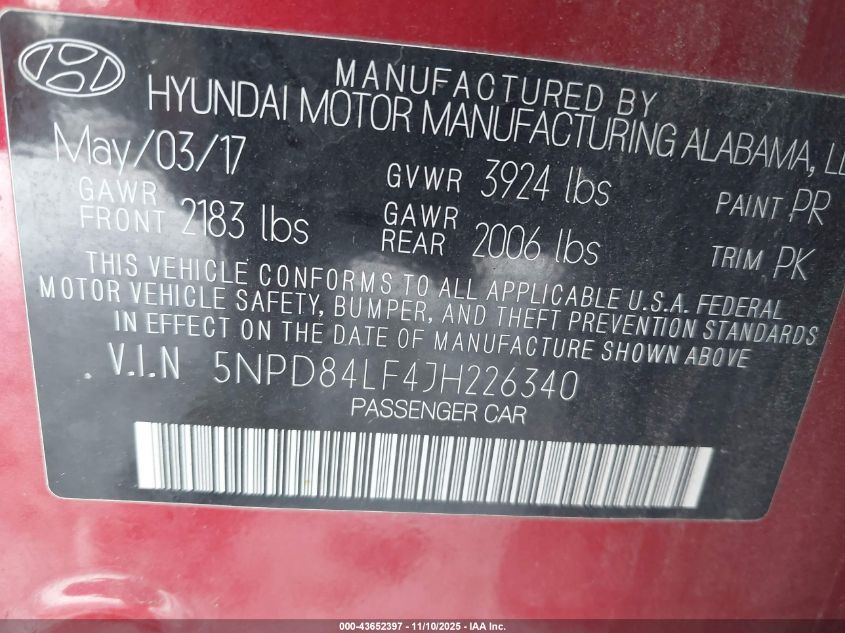 MANUFACTURED BY
HYUNDAI MOTOR MANUFACTURING ALABAMA,
May/03/17 GVWR 3924 lbs PAINT PR
GAWR FRONT 2183 lbs GAWR REAR 2006 lbs TRIM PK
THIS VEHICLE CONFORMS TO ALL APPLICABLE U.S.A. FEDERAL
MOTOR VEHICLE SAFETY, BUMPER, AND THEFT PREVENTION STANDARDS
IN EFFECT ON THE DATE OF MANUFACTURE SHOWN ABOVE
V.I.N 5NPD84LF4JH226340
PASSENGER CAR
000-43652397 - 11/10/2025 - IAA Inc.